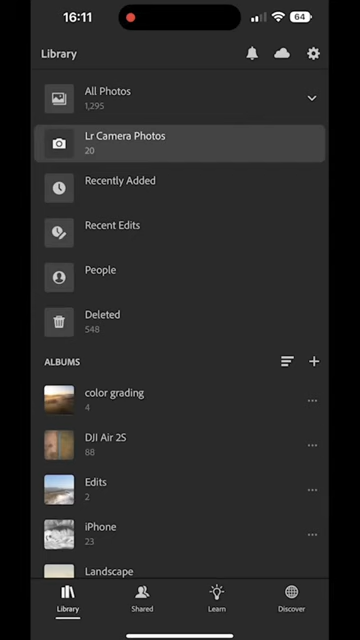 16:11
64
Library
All Photos
1,295
Lr Camera Photos
20
Recently Added
Recent Edits
People
Deleted
548
ALBUMS
color grading
4
DJI Air 2S
88
Edits
2
iPhone
23
Landscape
Library
Shared
Learn
Discover